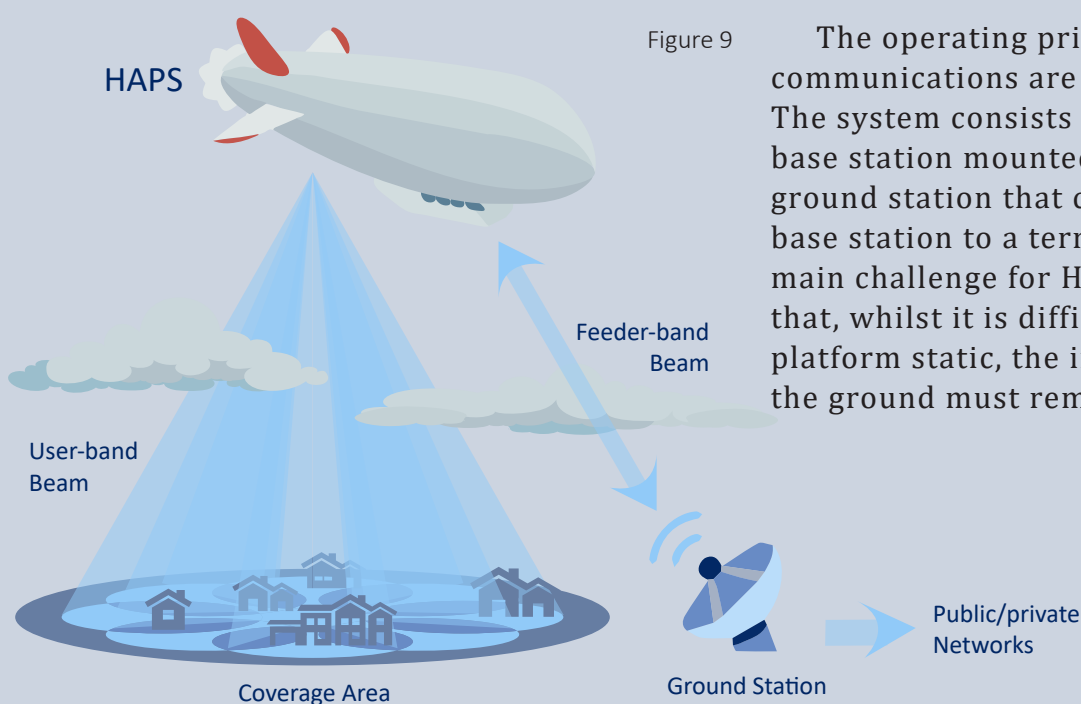 HAPS
Figure 9
The operating pri
communications are
The system consists
base station mounte
ground station that c
base station to a ter
main challenge for H
that, whilst it is diffi
platform static, the i
the ground must rem
Feeder-band
Beam
User-band
Beam
Public/private
Networks
Coverage Area
Ground Station